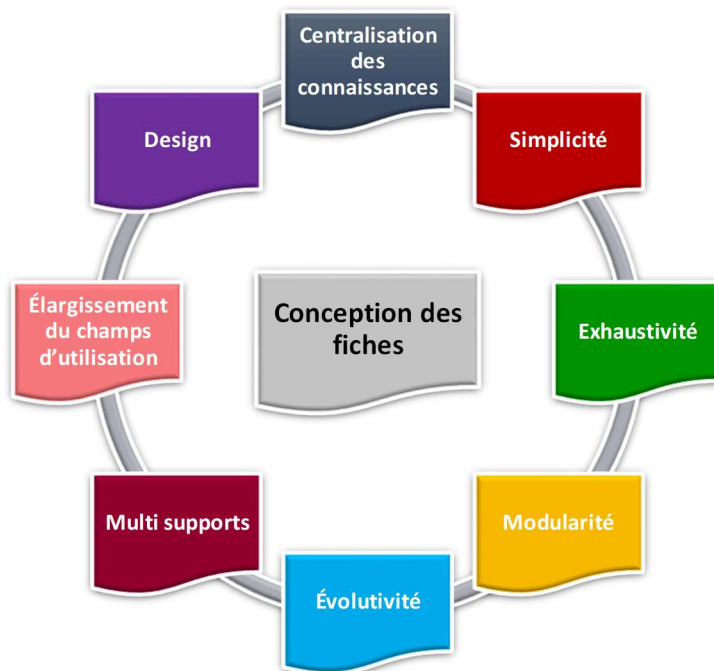 Centralisation
des
connaissances
Simplicité
Exhaustivité
Modularité
Évolutivité
Multi supports
Élargissement
du champs
d’utilisation
Design
Conception des
fiches